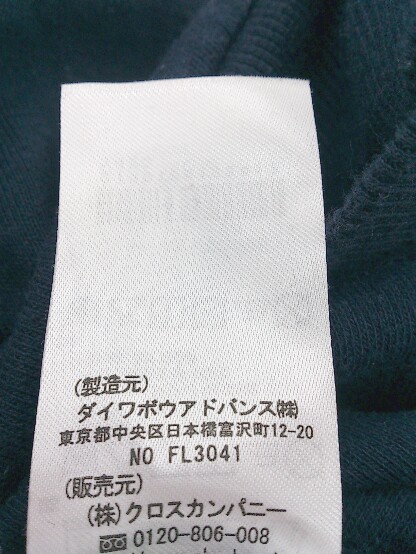 (製造元)
ダイワボウアドバンス㈱
東京都中央区日本橋富沢町12-20
NO FL3041
(販売元)
(株)クロスカンパニー
0120-806-008